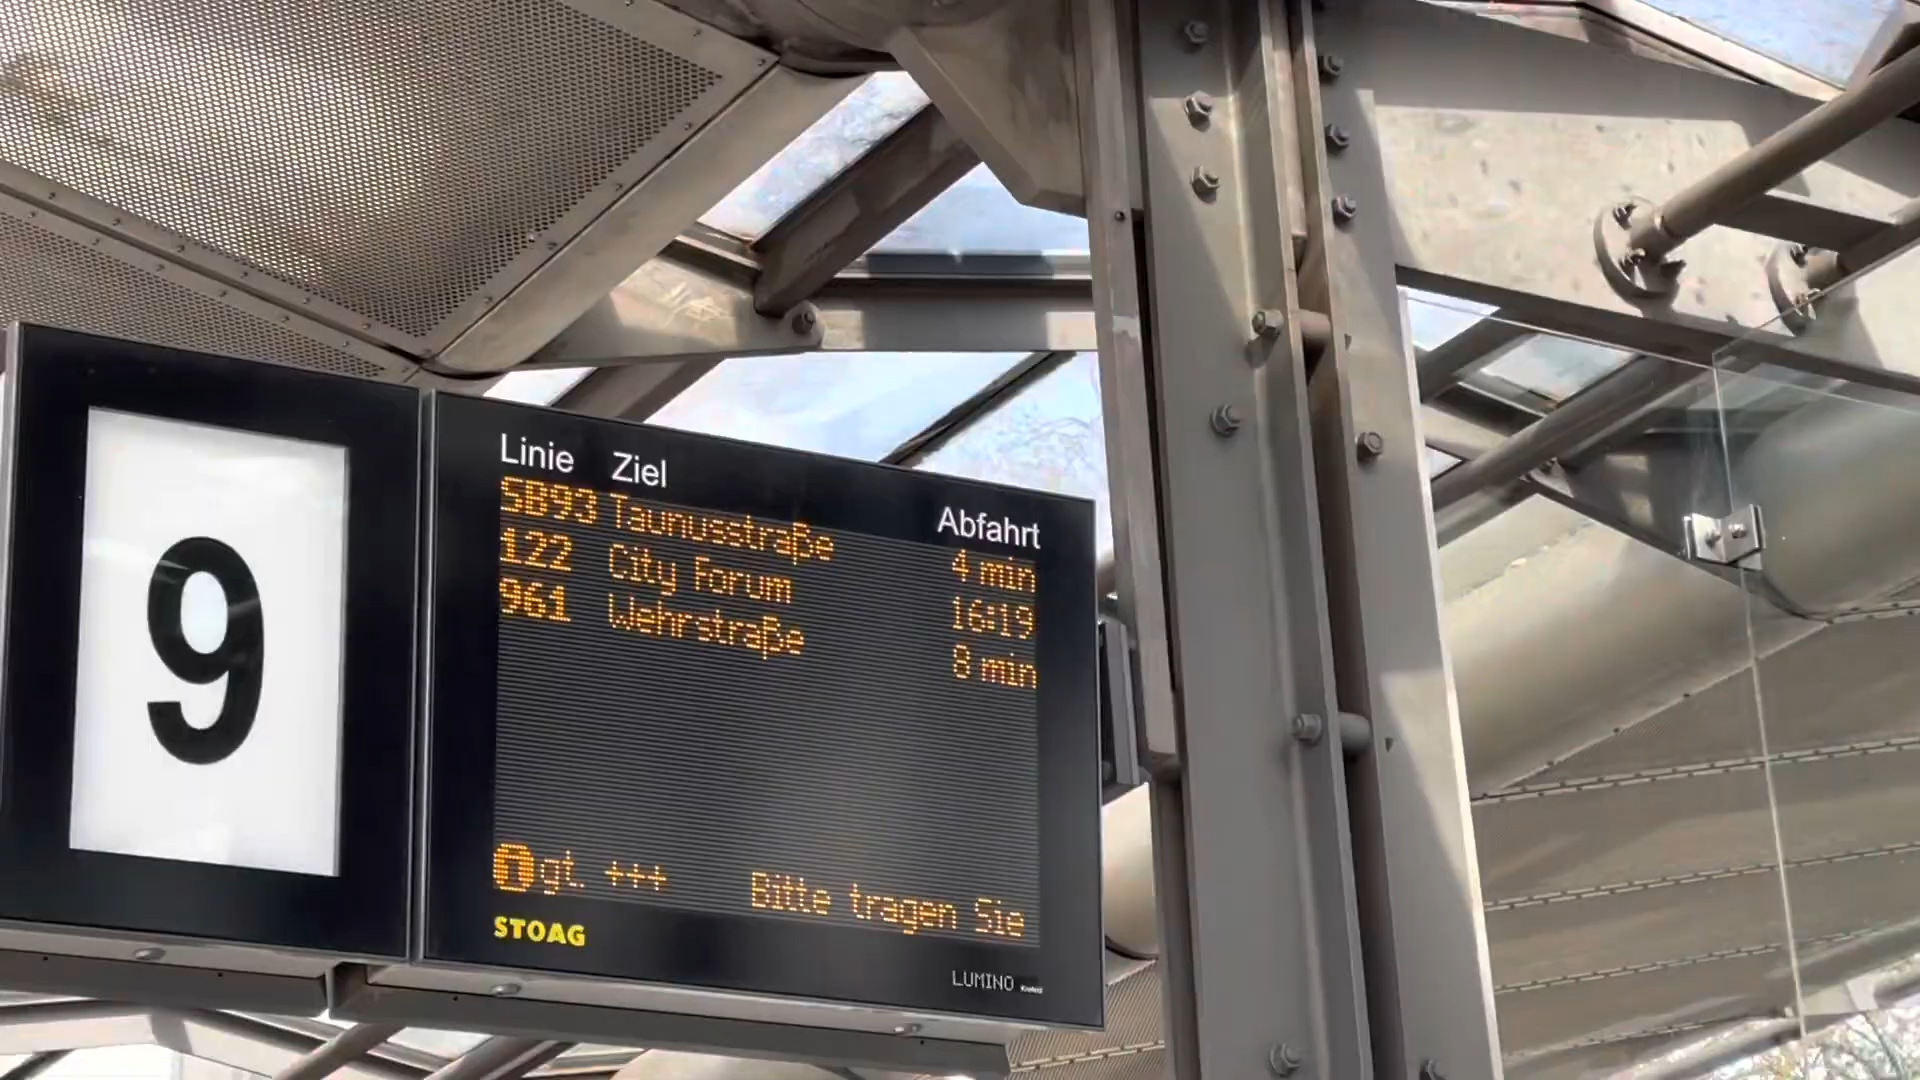 9
Linie Ziel Abfahrt
SB93 Taunusstraße 4 min
122 City Forum 16:19
961 Wehrstraße 8 min
i gt. +++ Bitte tragen Sie
STOAG
LUMINO